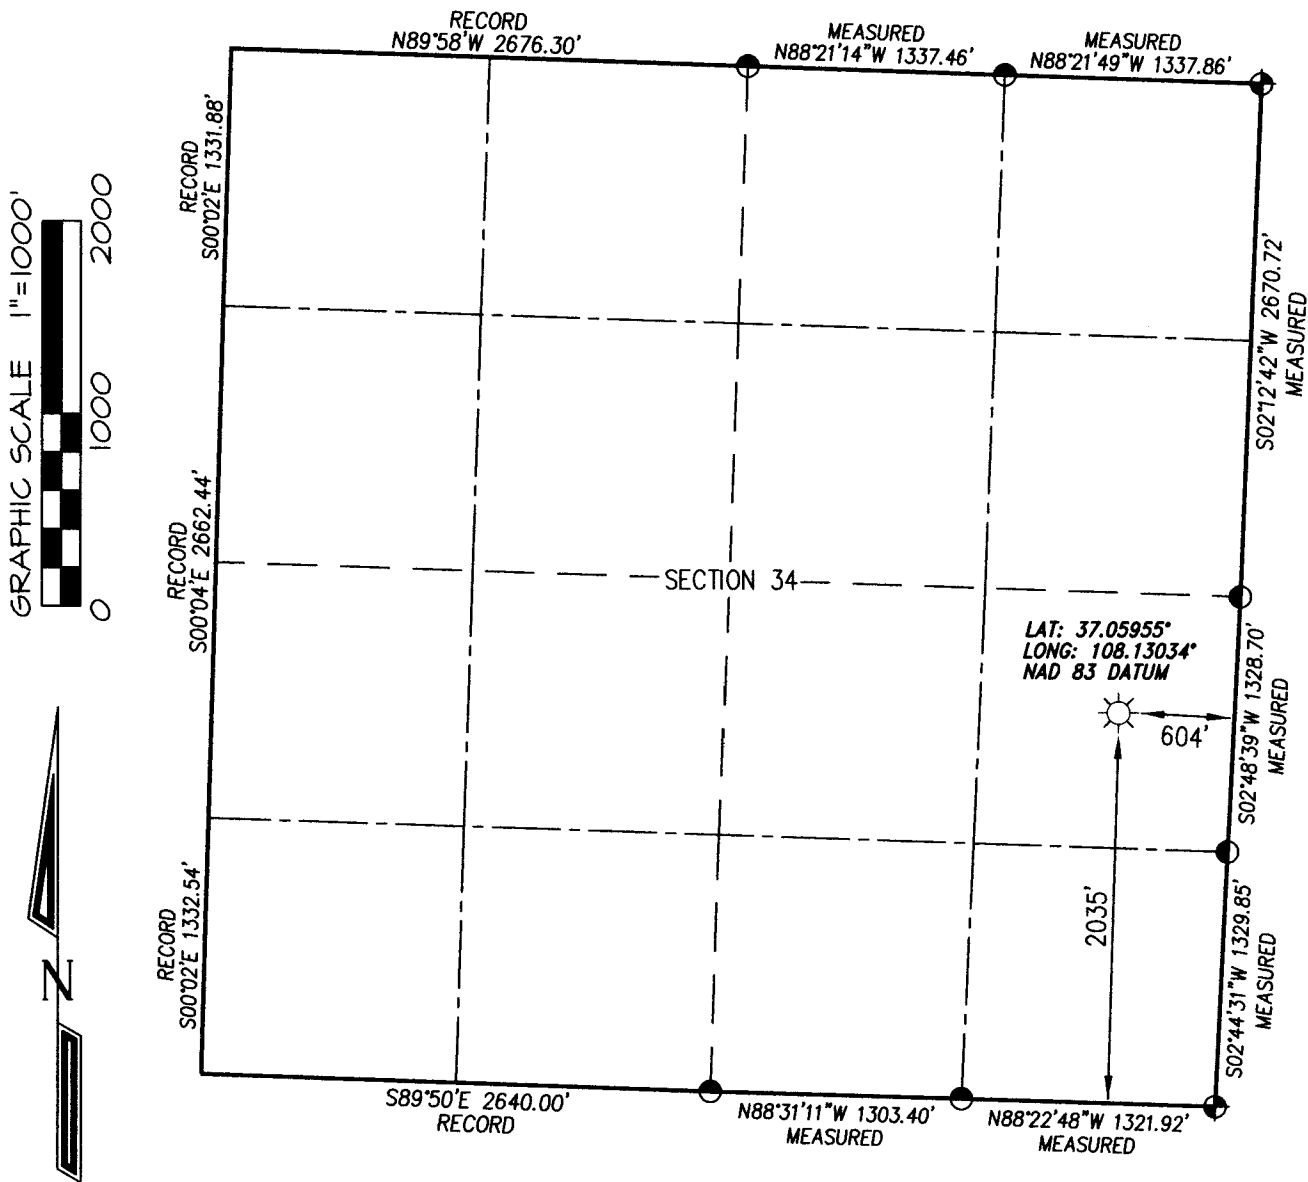 RECORD
N89°58'W 2676.30'
MEASURED
N88°21'14"W 1337.46'
MEASURED
N88°21'49"W 1337.86'
RECORD
S00°02'E 1331.88'
GRAPHIC SCALE 1"=1000'
0 1000 2000
S02°12'42"W 2670.72'
MEASURED
RECORD
S00°04'E 2662.44'
SECTION 34
LAT: 37.05955°
LONG: 108.13034°
NAD 83 DATUM
604'
S02°48'39"W 1328.70'
MEASURED
2035'
N
RECORD
S00°02'E 1332.54'
S02°44'31"W 1329.85'
MEASURED
S89°50'E 2640.00'
RECORD
N88°31'11"W 1303.40'
MEASURED
N88°22'48"W 1321.92'
MEASURED